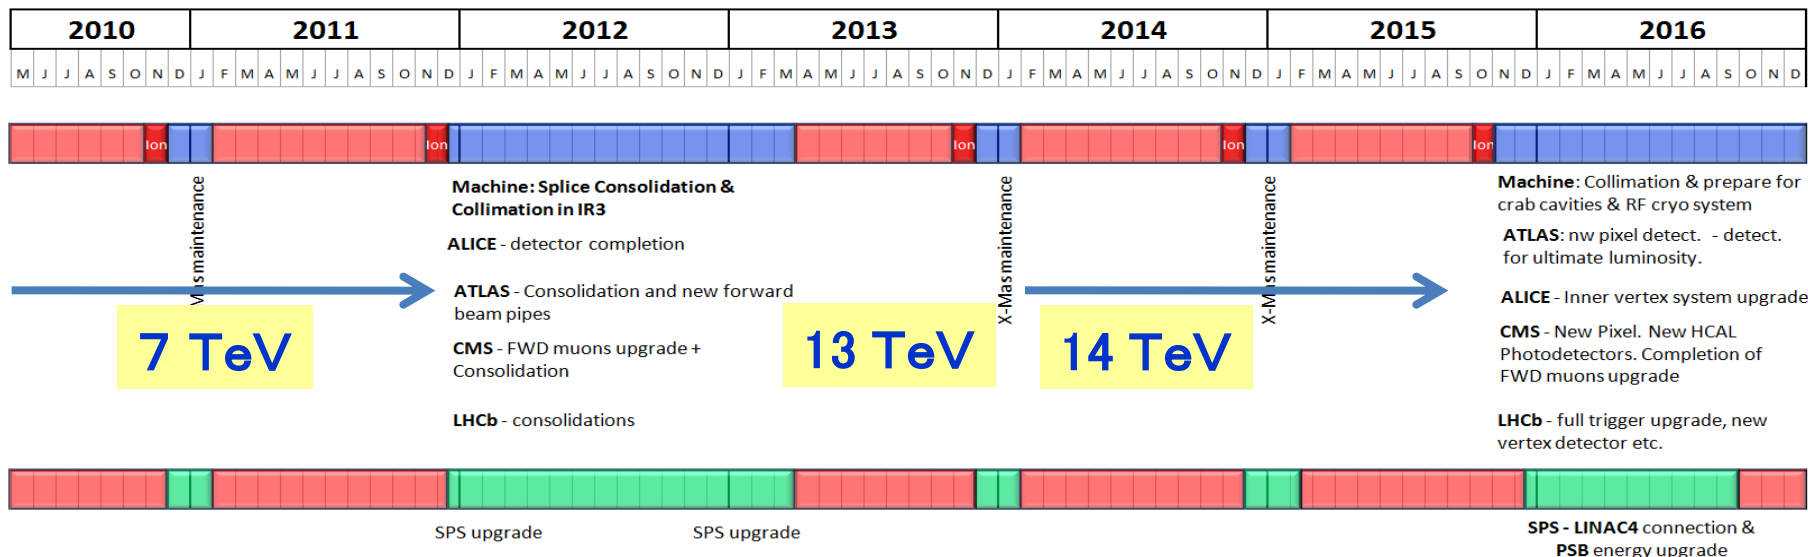 2010 2011 2012 2013 2014 2015 2016
M J J A S O N D J F M A M J J A S O N D J F M A M J J A S O N D J F M A M J J A S O N D J F M A M J J A S O N D J F M A M J J A S O N D J F M A M J J A S O N D
Ion Ion Ion Ion Ion
Mas maintenance
Machine: Splice Consolidation &
Collimation in IR3
ALICE - detector completion
ATLAS - Consolidation and new forward
beam pipes
CMS - FWD muons upgrade +
Consolidation
LHCb - consolidations
X-Mas maintenance
X-Mas maintenance
Machine: Collimation & prepare for
crab cavities & RF cryo system
ATLAS: nw pixel detect. - detect.
for ultimate luminosity.
ALICE - Inner vertex system upgrade
CMS - New Pixel. New HCAL
Photodetectors. Completion of
FWD muons upgrade
LHCb - full trigger upgrade, new
vertex detector etc.
7 TeV
13 TeV
14 TeV
SPS upgrade
SPS upgrade
SPS - LINAC4 connection &
PSB energy upgrade